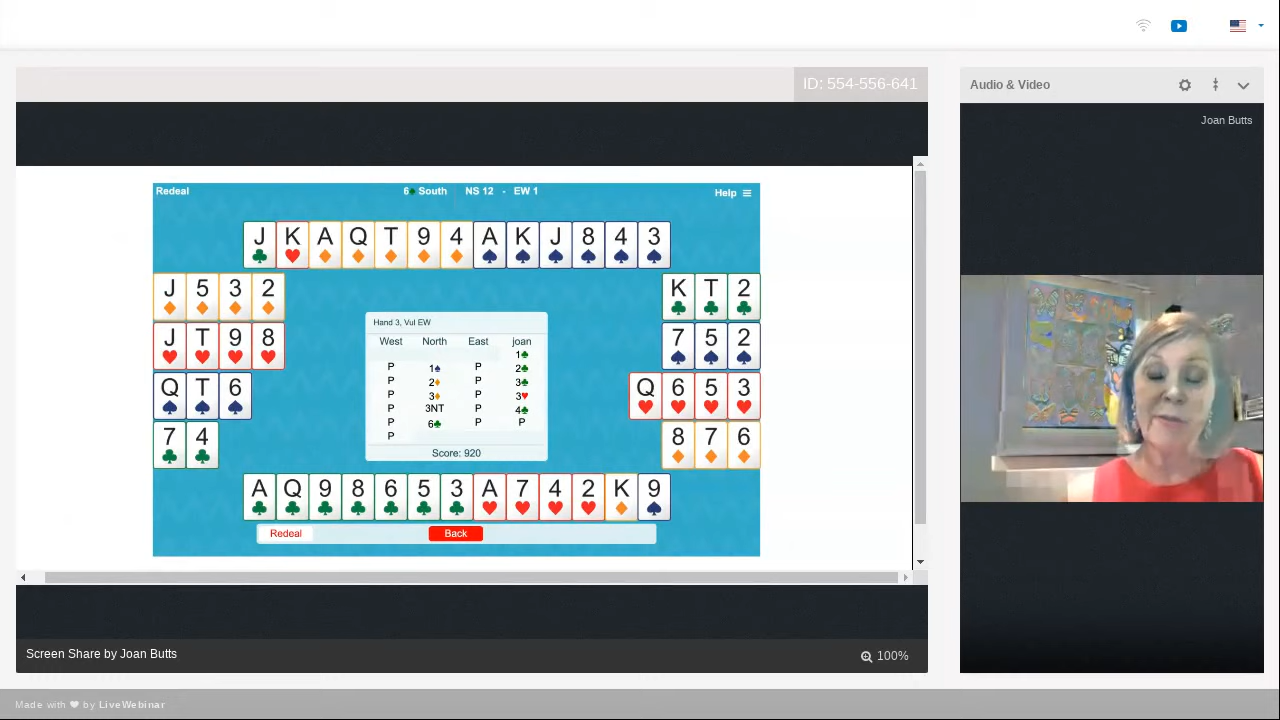 ID: 554-556-641
Audio & Video
Joan Butts
Redeal 6♣ South NS 12 - EW 1 Help ≡
J♣ K♥ A♦ Q♦ T♦ 9♦ 4♦ A♠ K♠ J♠ 8♠ 4♠ 3♠
J♦ 5♦ 3♦ 2♦
K♣ T♣ 2♣
J♥ T♥ 9♥ 8♥
7♠ 5♠ 2♠
Q♠ T♠ 6♠
Q♥ 6♥ 5♥ 3♥
7♣ 4♣
8♦ 7♦ 6♦
Hand 3, Vul EW
West North East joan
1♣
P 1♠ P 2♣
P 2♦ P 3♣
P 3♦ P 3♥
P 3NT P 4♣
P 6♣ P P
P
Score: 920
A♣ Q♣ 9♣ 8♣ 6♣ 5♣ 3♣ A♥ 7♥ 4♥ 2♥ K♦ 9♠
Redeal Back
Screen Share by Joan Butts
100%
Made with ♥ by LiveWebinar